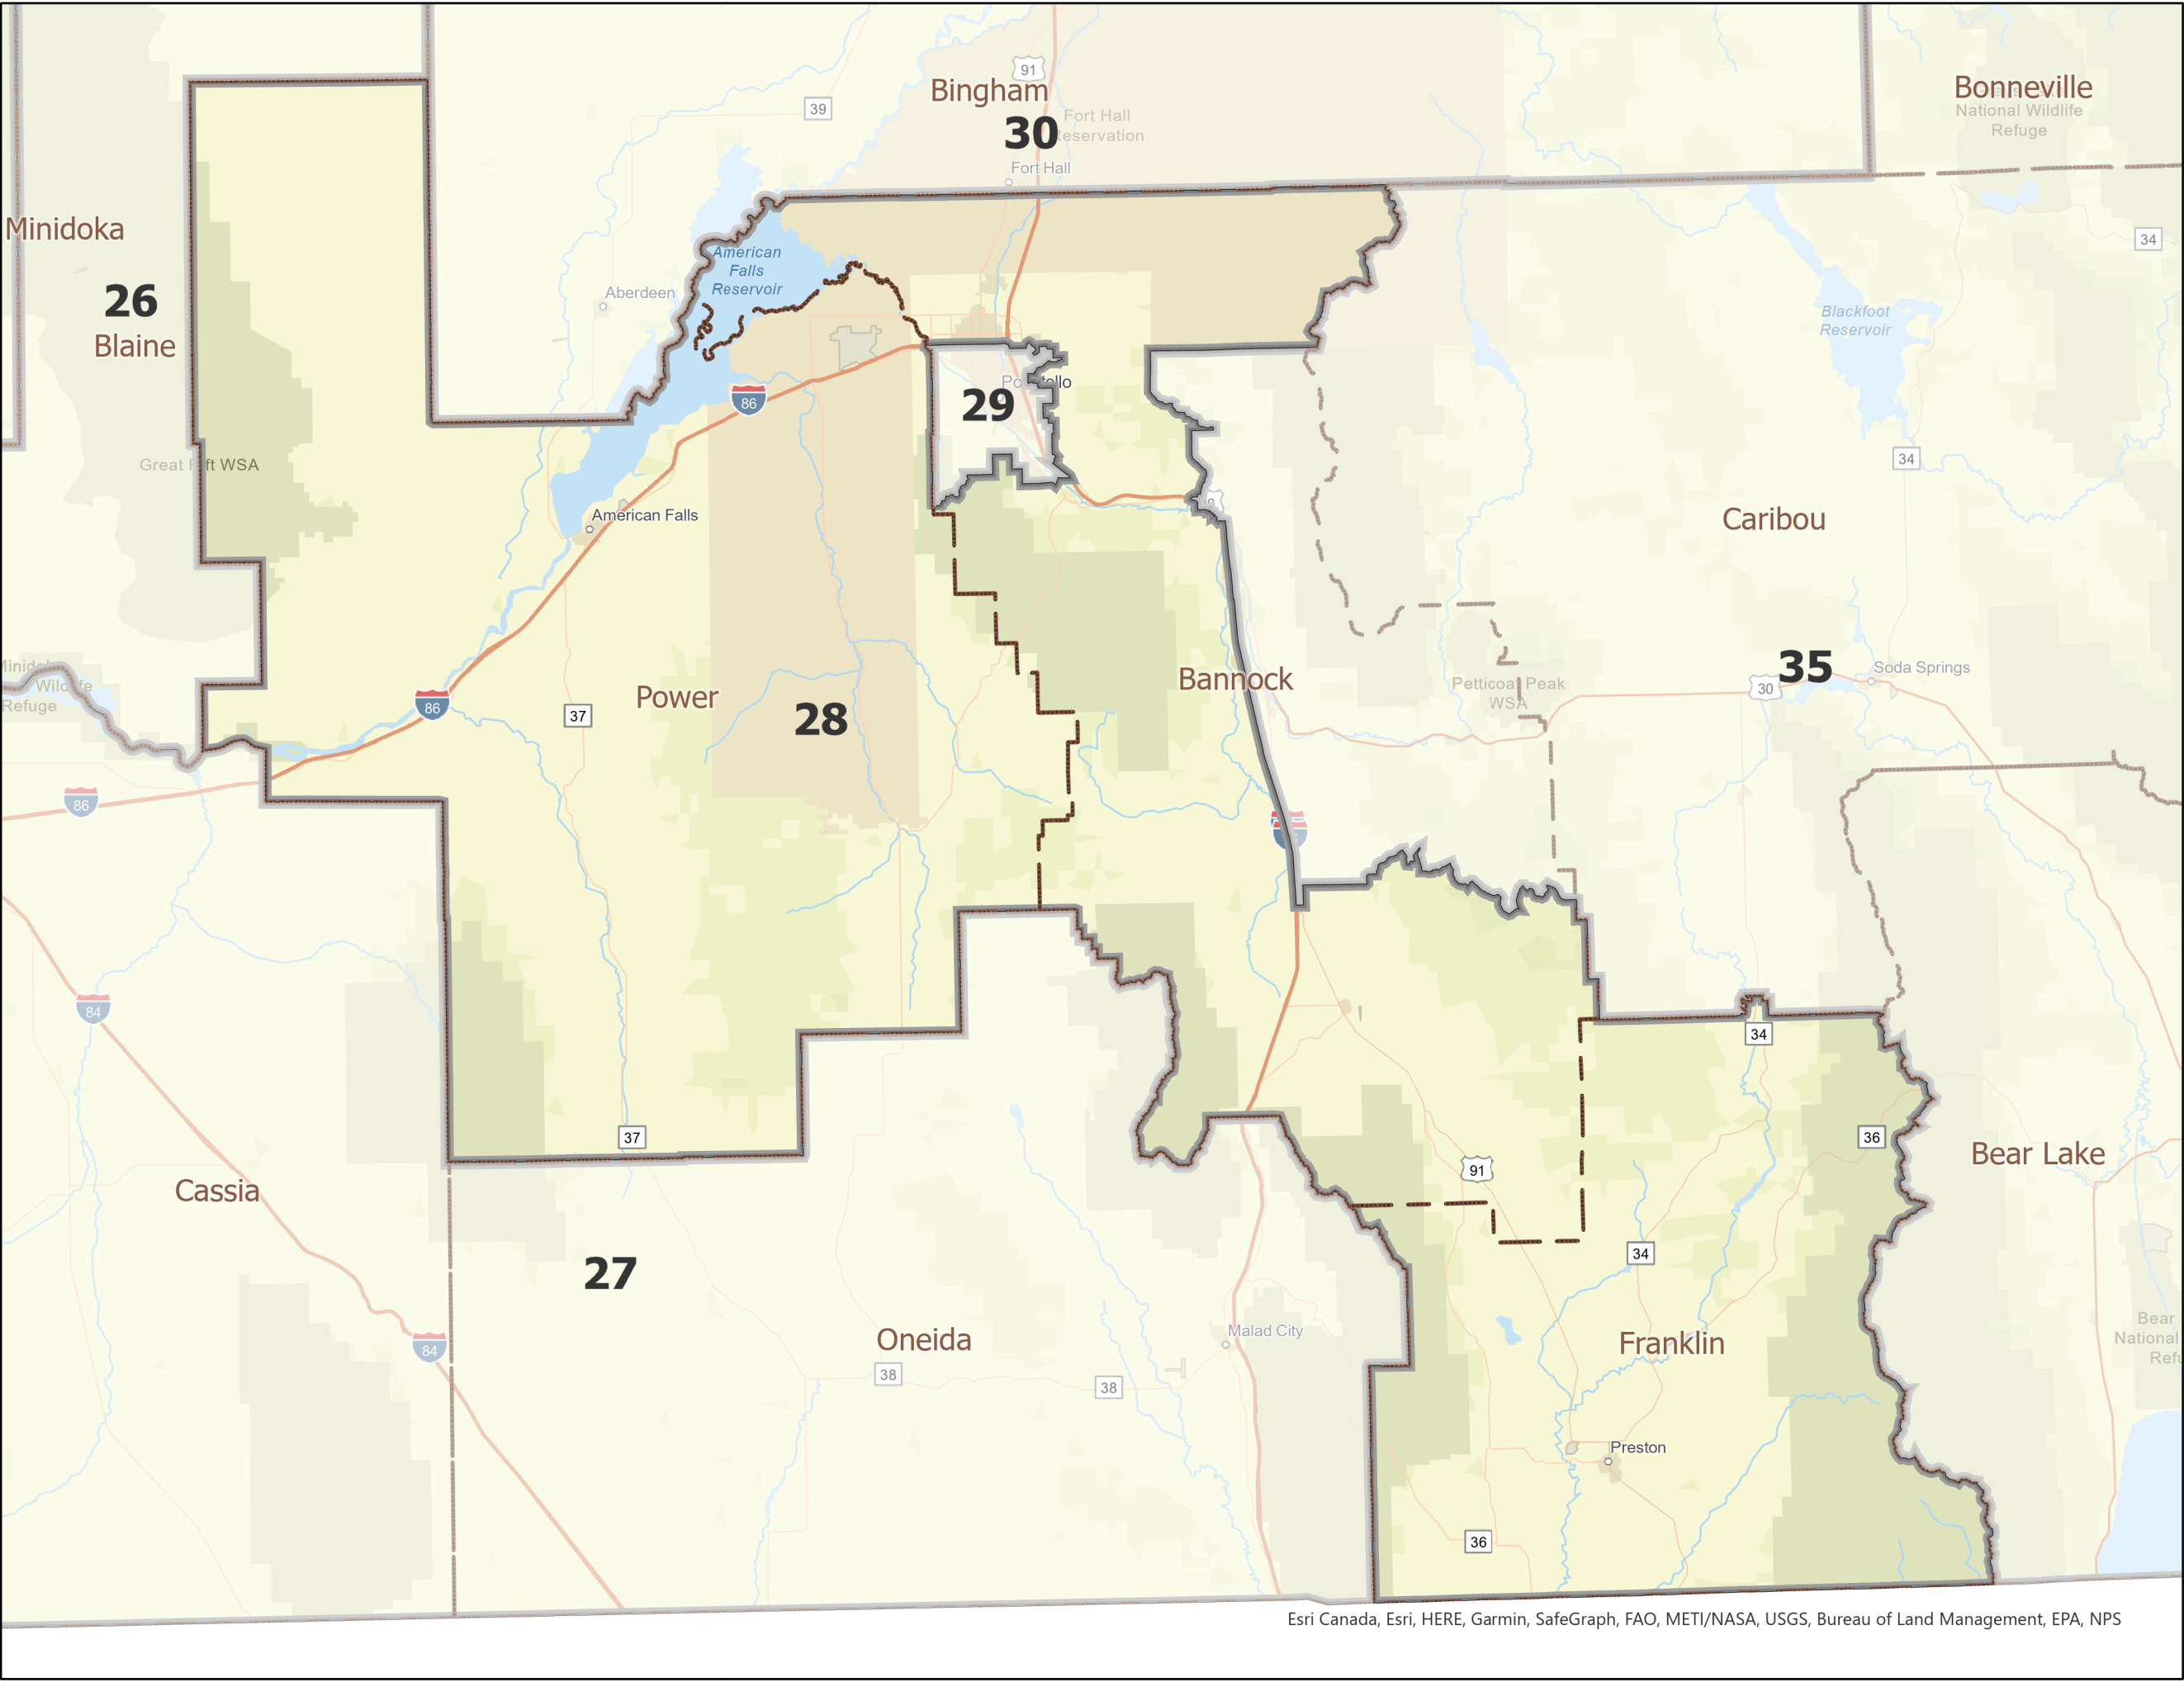 91
Bingham
Bonneville
National Wildlife
Refuge
39
Fort Hall
Reservation
30
Fort Hall
Minidoka
34
American
Falls
Reservoir
26
Aberdeen
Blaine
Blackfoot
Reservoir
86
29
Great Rift WSA
34
American Falls
Caribou
Minidoka
Wildlife
Refuge
86
37
Power
28
Bannock
Petticoat Peak
WSA
30
35
Soda Springs
86
84
34
37
36
91
Bear Lake
Cassia
34
27
Oneida
Malad City
Franklin
84
38
38
Bear
National
Preston
36
Esri Canada, Esri, HERE, Garmin, SafeGraph, FAO, METI/NASA, USGS, Bureau of Land Management, EPA, NPS